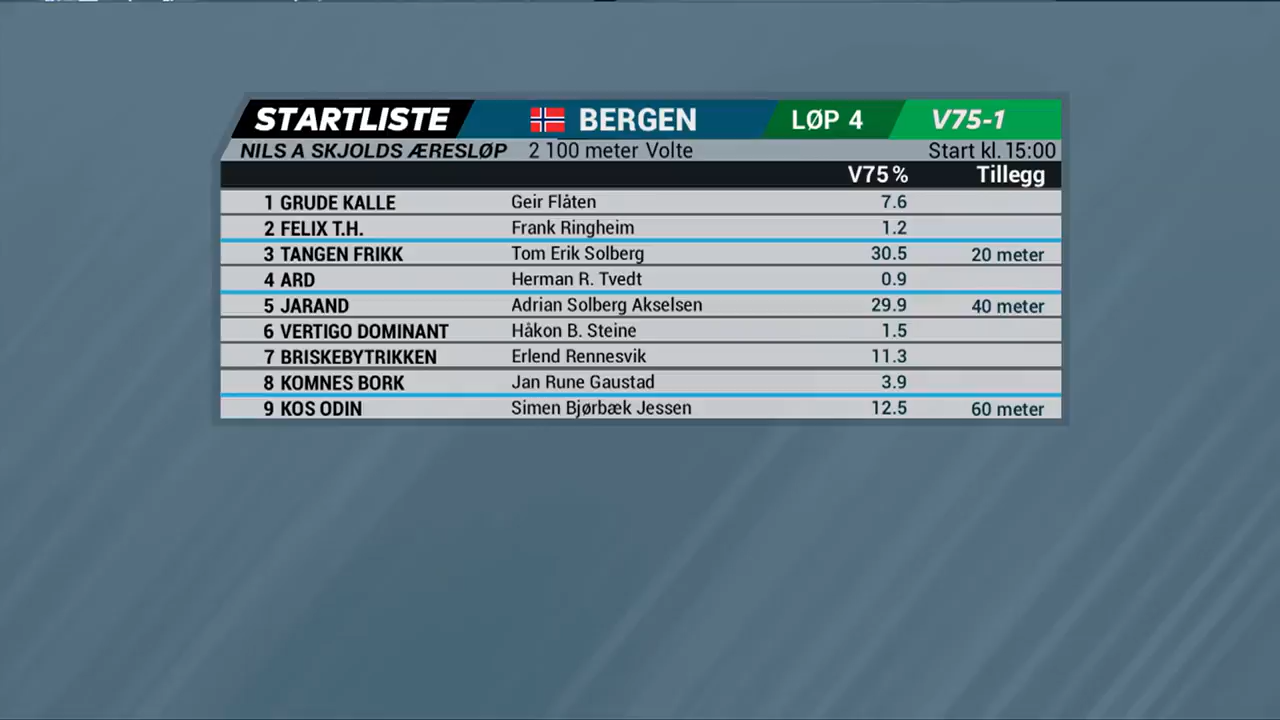 STARTLISTE BERGEN LØP 4 V75-1
NILS A SKJOLDS ÆRESLØP 2 100 meter Volte Start kl. 15:00
V75 % Tillegg
1 GRUDE KALLE Geir Flåten 7.6
2 FELIX T.H. Frank Ringheim 1.2
3 TANGEN FRIKK Tom Erik Solberg 30.5 20 meter
4 ARD Herman R. Tvedt 0.9
5 JARAND Adrian Solberg Akselsen 29.9 40 meter
6 VERTIGO DOMINANT Håkon B. Steine 1.5
7 BRISKEBYTRIKKEN Erlend Rennesvik 11.3
8 KOMNES BORK Jan Rune Gaustad 3.9
9 KOS ODIN Simen Bjørbæk Jessen 12.5 60 meter